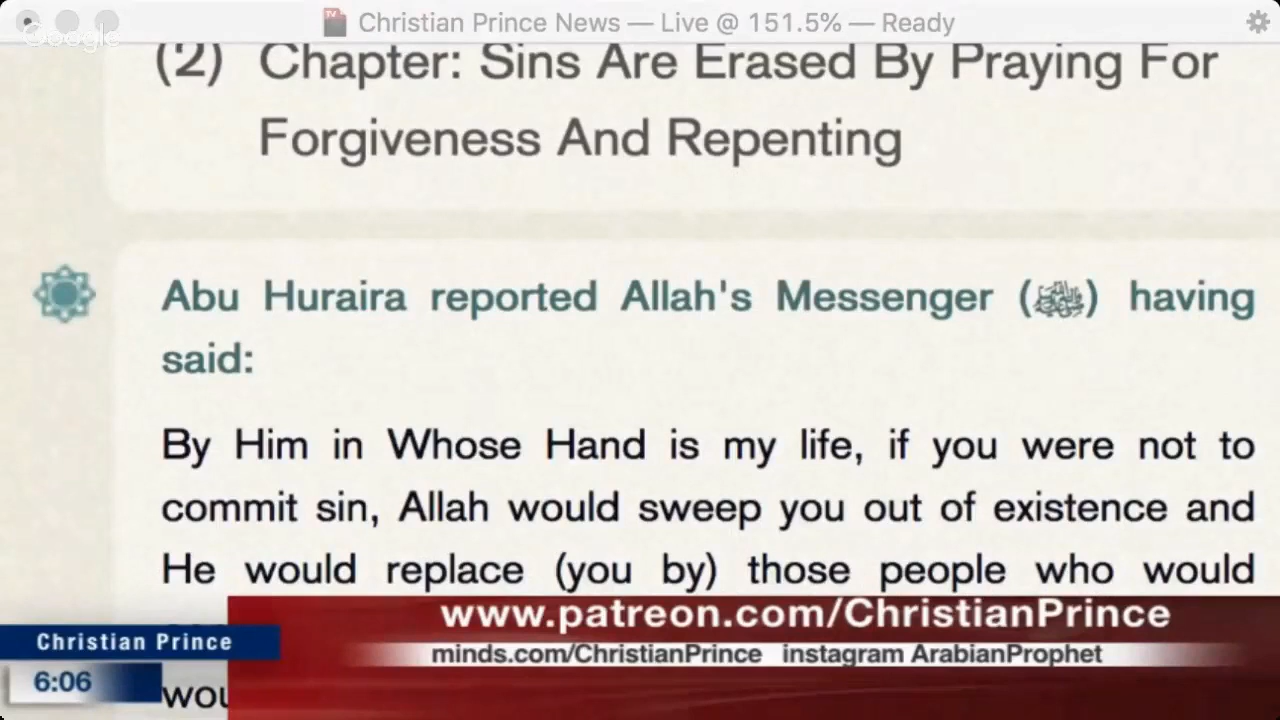 Christian Prince News — Live @ 151.5% — Ready
Google
(2) Chapter: Sins Are Erased By Praying For
Forgiveness And Repenting
Abu Huraira reported Allah's Messenger (ﷺ) having
said:
By Him in Whose Hand is my life, if you were not to
commit sin, Allah would sweep you out of existence and
He would replace (you by) those people who would
www.patreon.com/ChristianPrince
Christian Prince
minds.com/ChristianPrince instagram ArabianProphet
6:06